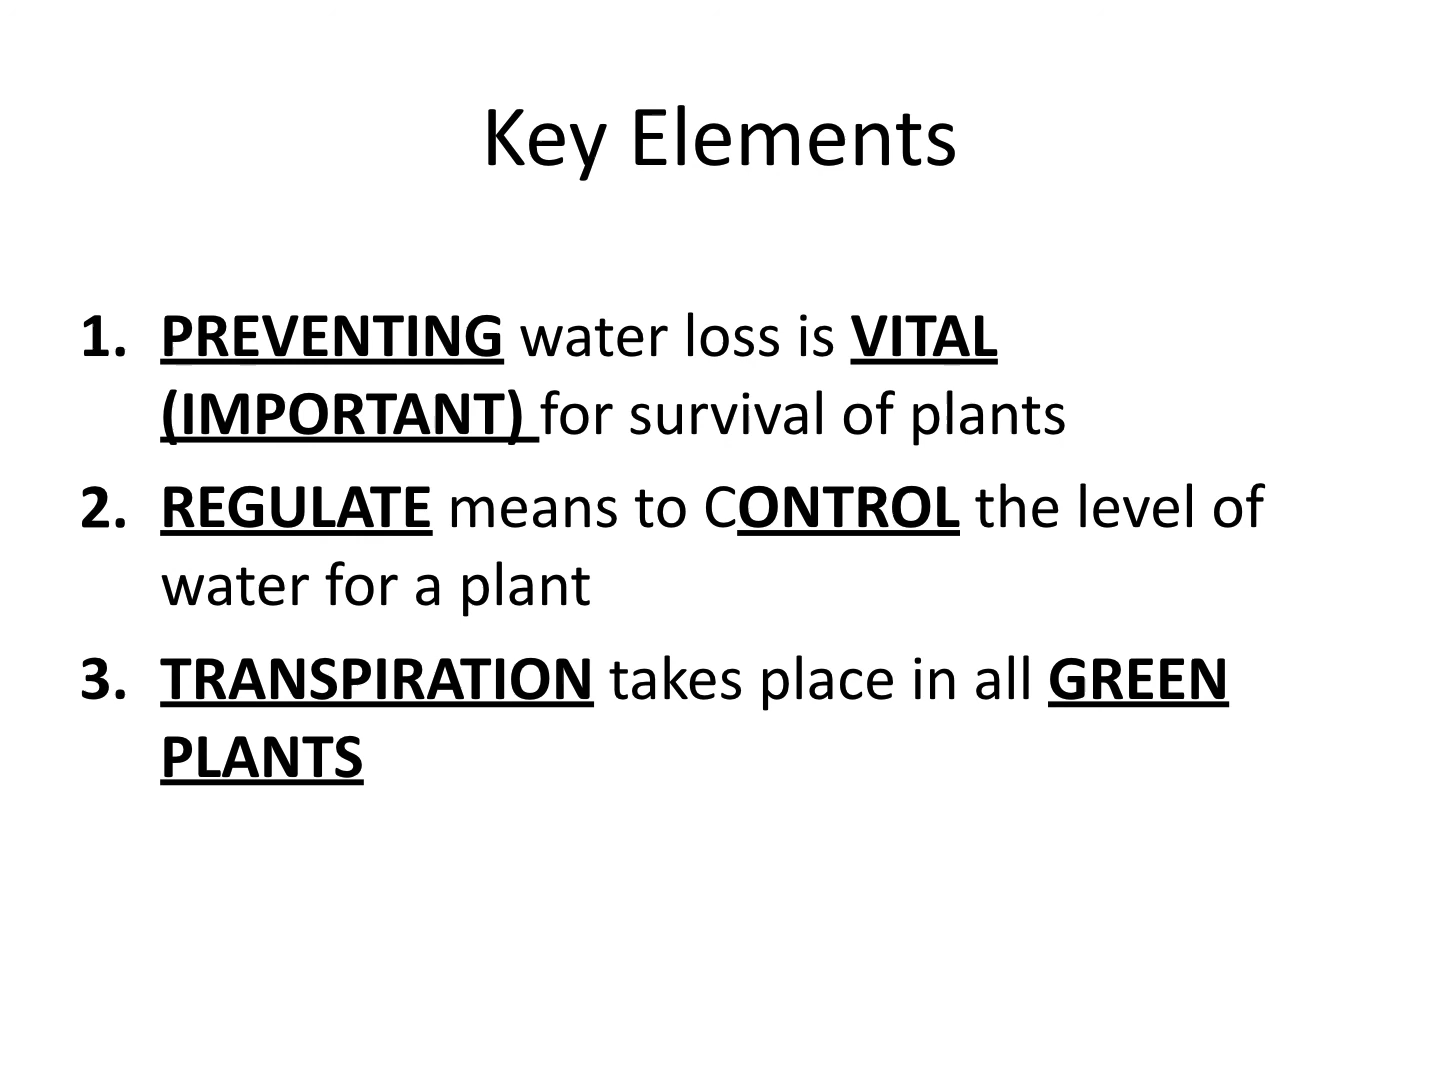 Key Elements
1. PREVENTING water loss is VITAL
(IMPORTANT) for survival of plants
2. REGULATE means to CONTROL the level of
water for a plant
3. TRANSPIRATION takes place in all GREEN
PLANTS